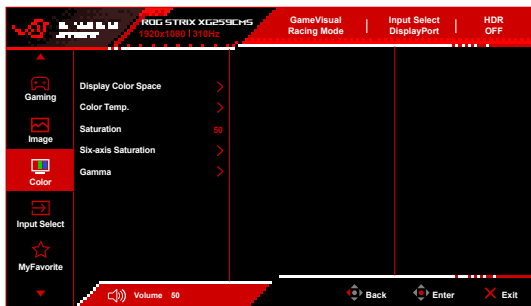 ROG STRIX XG259CMS
1920x1080 | 310Hz
GameVisual
Racing Mode
Input Select
DisplayPort
HDR
OFF
Gaming
Image
Color
Input Select
MyFavorite
Display Color Space
Color Temp.
Saturation 50
Six-axis Saturation
Gamma
Volume 50
Back
Enter
Exit